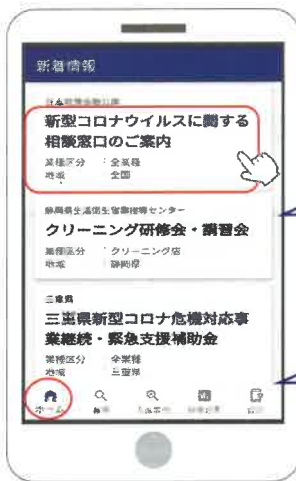 新着情報
新型コロナウイルスに関する
相談窓口のご案内
業種区分 : 全業種
地域 : 全国
静岡県生活衛生営業指導センター
クリーニング研修会・講習会
業種区分 : クリーニング店
地域 : 静岡県
三重県
三重県新型コロナ危機対応事
業継続・緊急支援補助金
業種区分 全業種
地域 三重県
ホーム